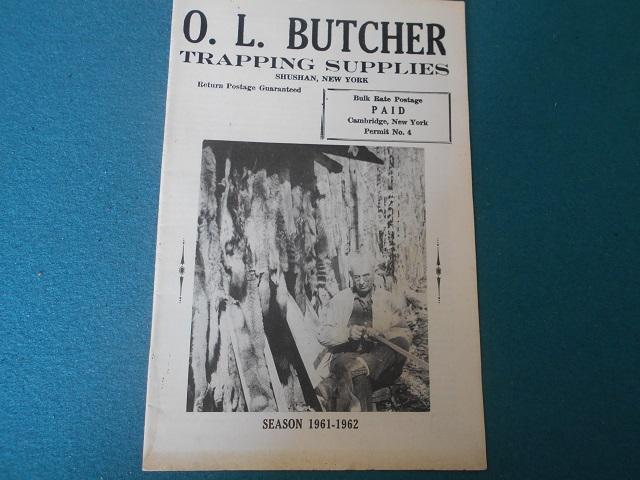 O. L. BUTCHER
TRAPPING SUPPLIES
SHUSHAN, NEW YORK
Return Postage Guaranteed
Bulk Rate Postage
PAID
Cambridge, New York
Permit No. 4
SEASON 1961-1962